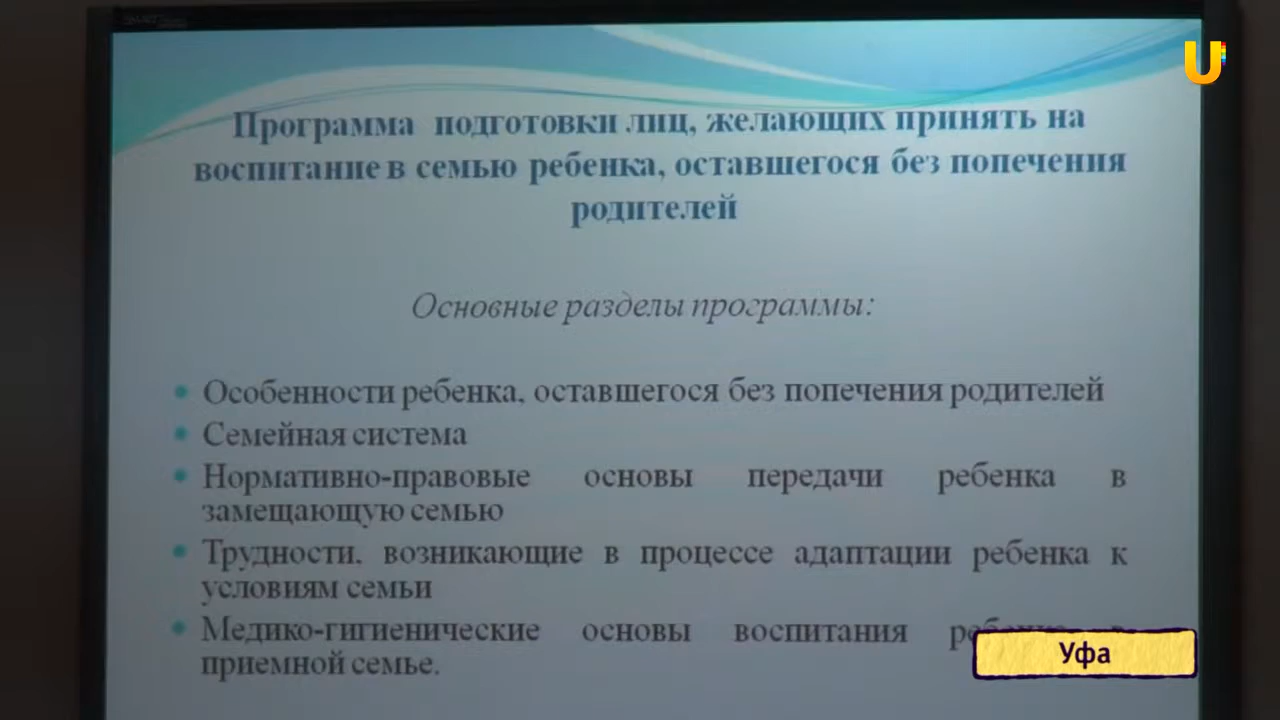 U
Программа подготовки лиц, желающих принять на
воспитание в семью ребенка, оставшегося без попечения
родителей
Основные разделы программы:
Особенности ребенка, оставшегося без попечения родителей
Семейная система
Нормативно-правовые основы передачи ребенка в
замещающую семью
Трудности, возникающие в процессе адаптации ребенка к
условиям семьи
Медико-гигиенические основы воспитания
приемной семье.
Уфа